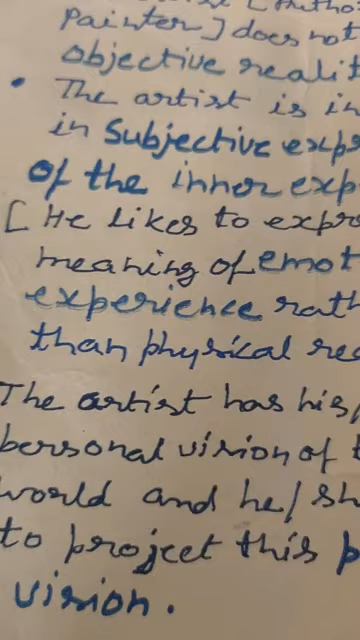 Painter] does not
objective realit
• The artist is in
in Subjective expr
Of the inner exp
[ He likes to expre
meaning of emot
experience rath
than physical rea
The artist has his/
personal vision of t
world and he/sh
to project this p
vision.